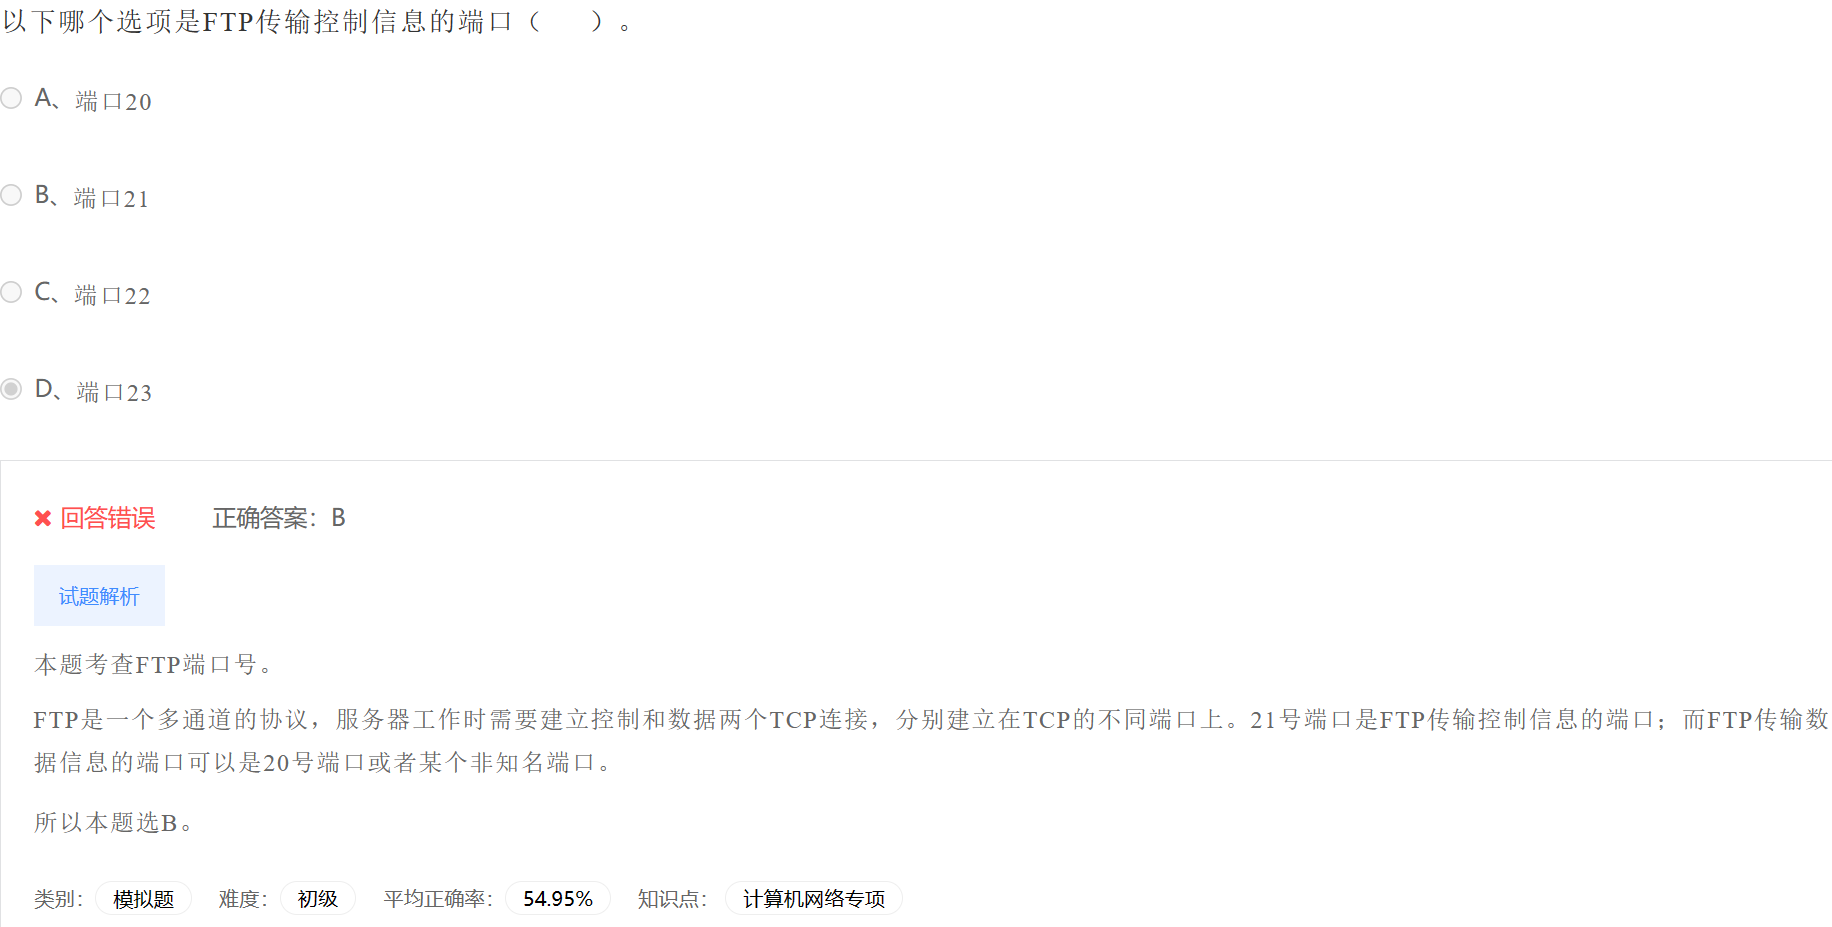 以下哪个选项是FTP传输控制信息的端口（  ）。
A、端口20
B、端口21
C、端口22
D、端口23
回答错误 正确答案：B
试题解析
本题考查FTP端口号。
FTP是一个多通道的协议，服务器工作时需要建立控制和数据两个TCP连接，分别建立在TCP的不同端口上。21号端口是FTP传输控制信息的端口；而FTP传输数
据信息的端口可以是20号端口或者某个非知名端口。
所以本题选B。
类别： 模拟题 难度： 初级 平均正确率： 54.95% 知识点： 计算机网络专项